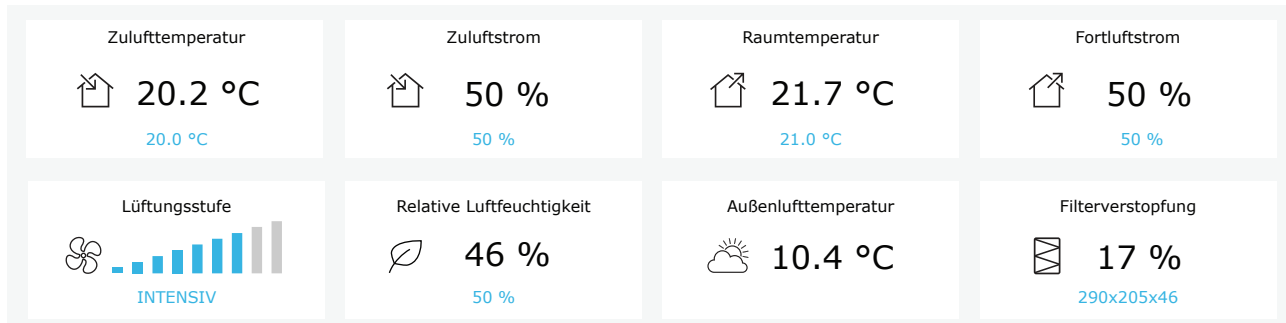 Zulufttemperatur
20.2 °C
20.0 °C
Zuluftstrom
50 %
50 %
Raumtemperatur
21.7 °C
21.0 °C
Fortluftstrom
50 %
50 %
Lüftungsstufe
INTENSIV
Relative Luftfeuchtigkeit
46 %
50 %
Außenlufttemperatur
10.4 °C
Filterverstopfung
17 %
290x205x46